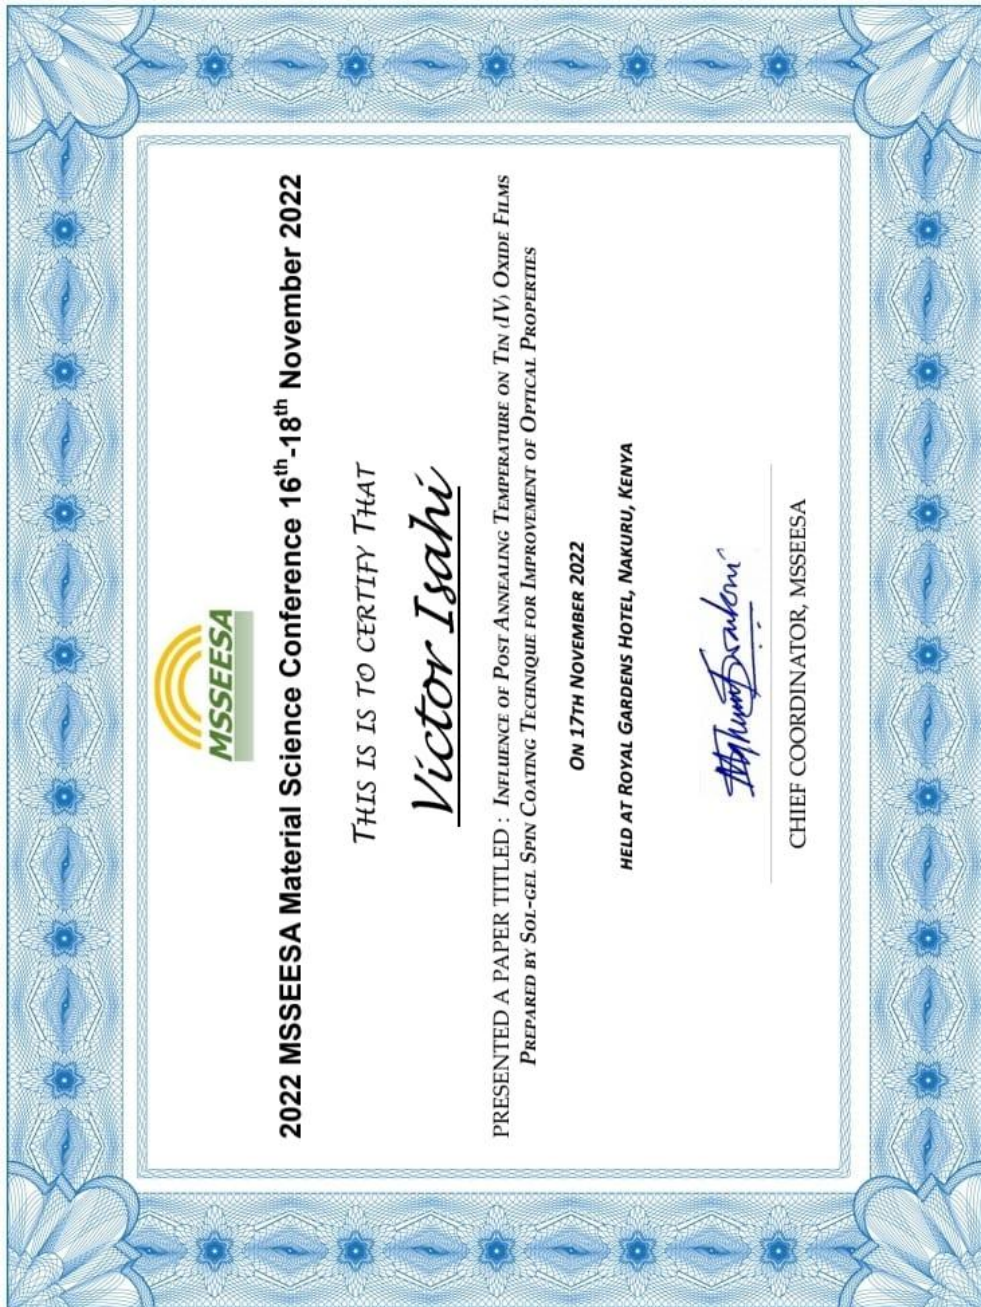 MSSEESA
2022 MSSEESA Material Science Conference 16th-18th November 2022
THIS IS TO CERTIFY THAT
Victor Isahi
PRESENTED A PAPER TITLED : INFLUENCE OF POST ANNEALING TEMPERATURE ON TIN (IV) OXIDE FILMS
PREPARED BY SOL-GEL SPIN COATING TECHNIQUE FOR IMPROVEMENT OF OPTICAL PROPERTIES
ON 17TH NOVEMBER 2022
HELD AT ROYAL GARDENS HOTEL, NAKURU, KENYA
CHIEF COORDINATOR, MSSEESA